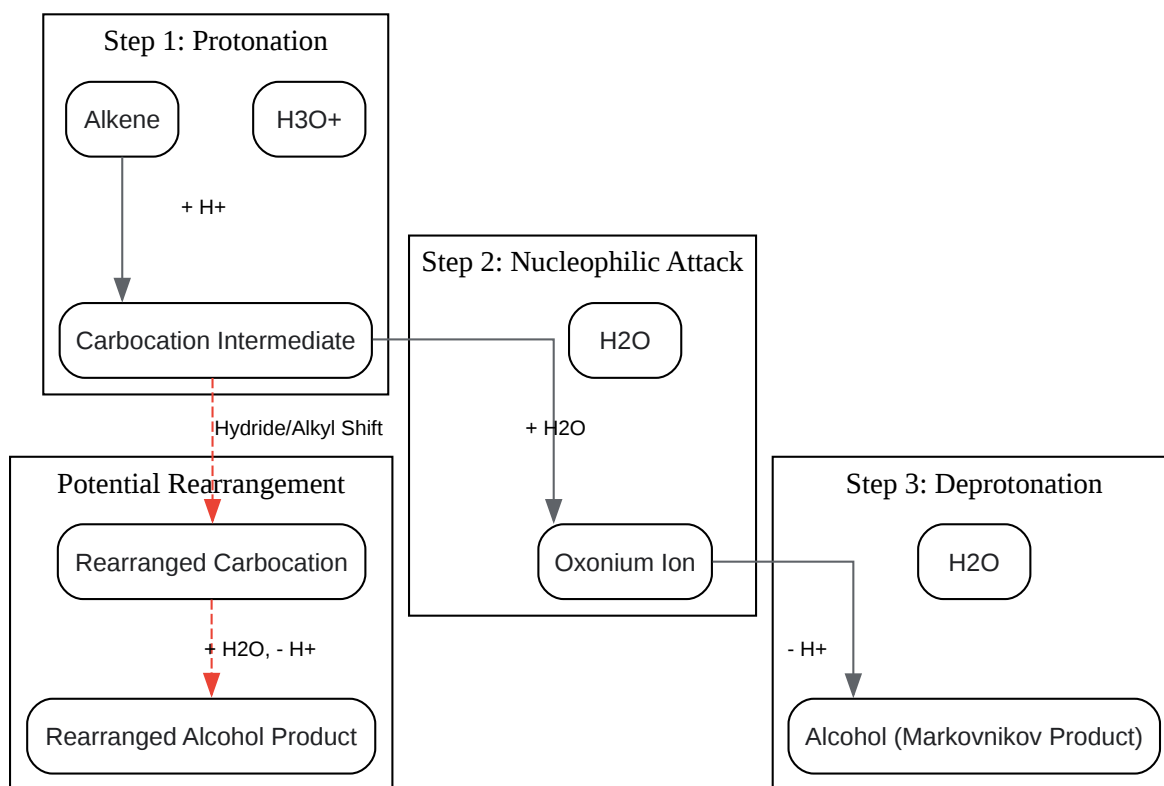 Step 1: Protonation
Alkene
H3O+
+ H+
Carbocation Intermediate
Step 2: Nucleophilic Attack
H2O
Hydride/Alkyl Shift
+ H2O
Potential Rearrangement
Rearranged Carbocation
Oxonium Ion
Step 3: Deprotonation
H2O
+ H2O, - H+
- H+
Rearranged Alcohol Product
Alcohol (Markovnikov Product)